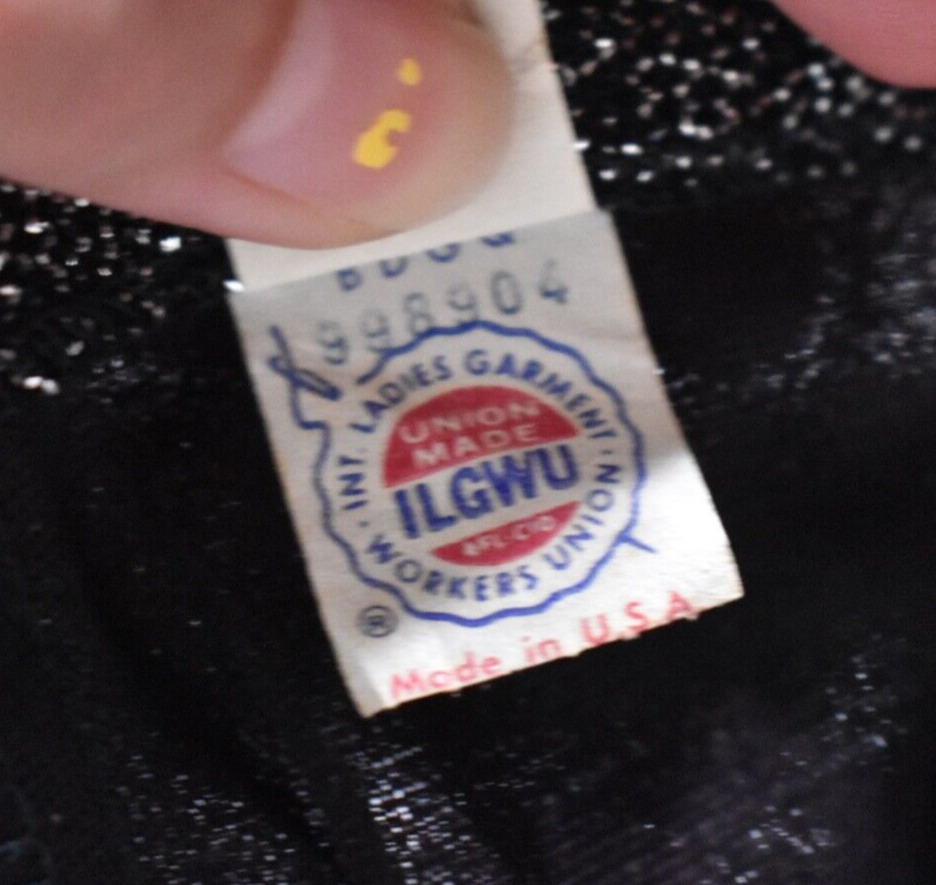 998904
INT. LADIES GARMENT
UNION
MADE
ILGWU
AFL-CIO
· WORKERS UNION ·
®
Made in U.S.A.